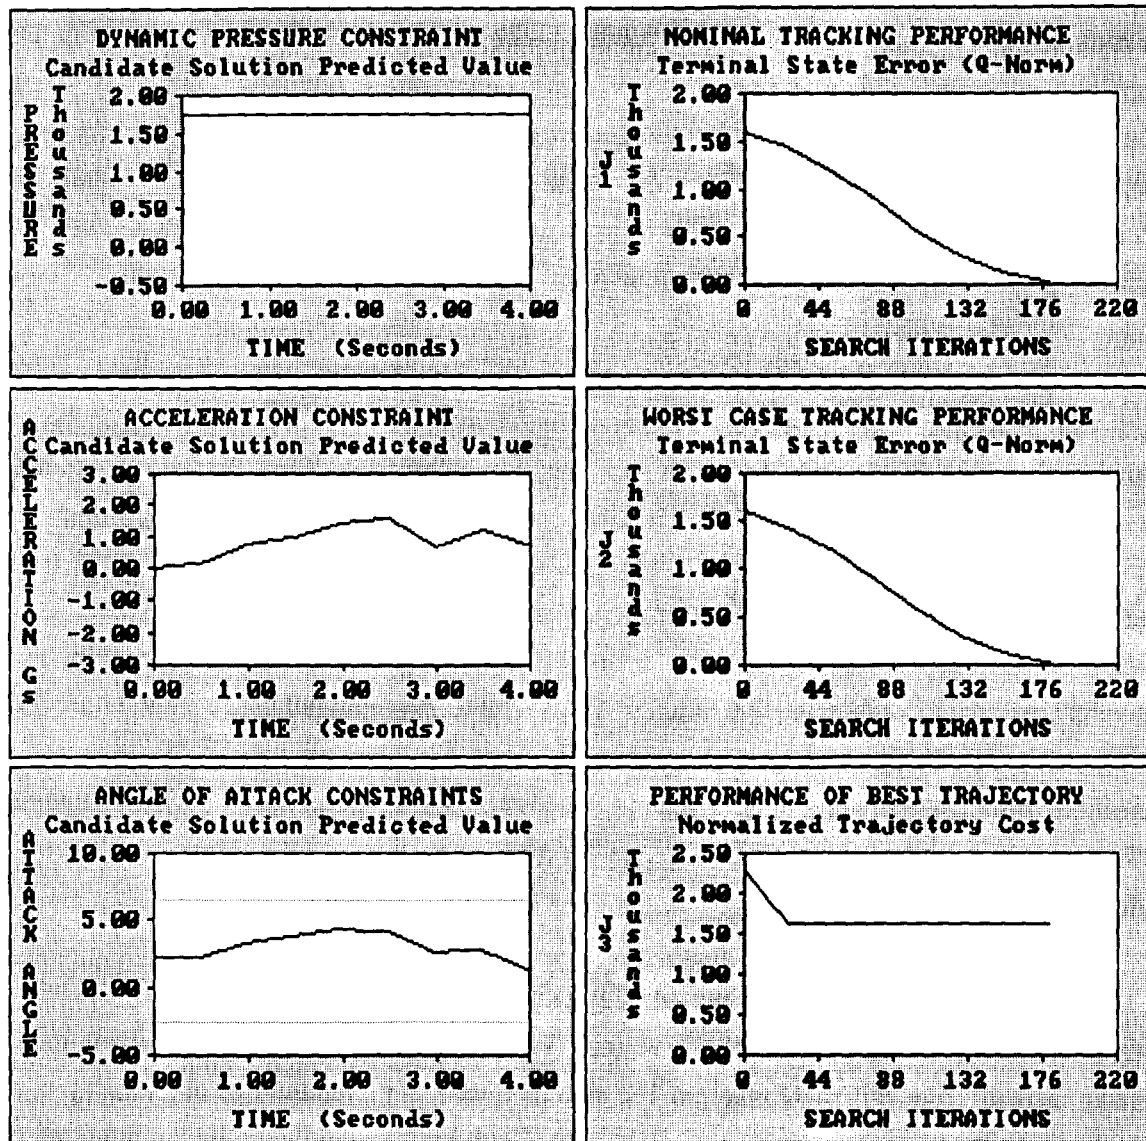 DYNAMIC PRESSURE CONSTRAINT
Candidate Solution Predicted Value
PRESSURE
Thousands
2.00
1.50
1.00
0.50
0.00
-0.50
0.00 1.00 2.00 3.00 4.00
TIME (Seconds)
NOMINAL TRACKING PERFORMANCE
Terminal State Error (Q-Norm)
J1
Thousands
2.00
1.50
1.00
0.50
0.00
0 44 88 132 176 220
SEARCH ITERATIONS
ACCELERATION CONSTRAINT
Candidate Solution Predicted Value
ACCELERATION Gs
3.00
2.00
1.00
0.00
-1.00
-2.00
-3.00
0.00 1.00 2.00 3.00 4.00
TIME (Seconds)
WORST CASE TRACKING PERFORMANCE
Terminal State Error (Q-Norm)
J2
Thousands
2.00
1.50
1.00
0.50
0.00
0 44 88 132 176 220
SEARCH ITERATIONS
ANGLE OF ATTACK CONSTRAINTS
Candidate Solution Predicted Value
ATTACK ANGLE
10.00
5.00
0.00
-5.00
0.00 1.00 2.00 3.00 4.00
TIME (Seconds)
PERFORMANCE OF BEST TRAJECTORY
Normalized Trajectory Cost
J3
Thousands
2.50
2.00
1.50
1.00
0.50
0.00
0 44 88 132 176 220
SEARCH ITERATIONS